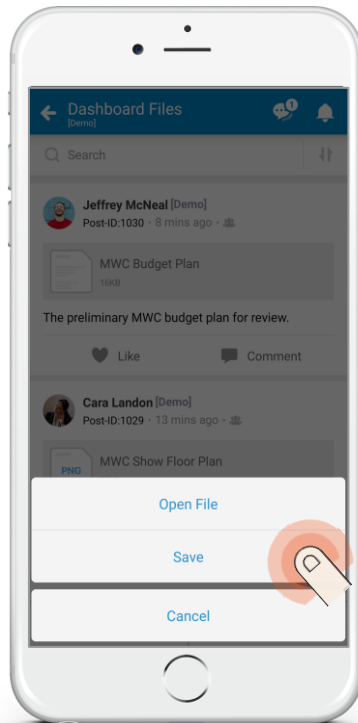 Dashboard Files
1
[Demo]
Search
Jeffrey McNeal [Demo]
Post-ID:1030 • 8 mins ago •
MWC Budget Plan
16KB
The preliminary MWC budget plan for review.
Like
Comment
Cara Landon [Demo]
Post-ID:1029 • 13 mins ago •
MWC Show Floor Plan
PNG
Open File
Save
Cancel